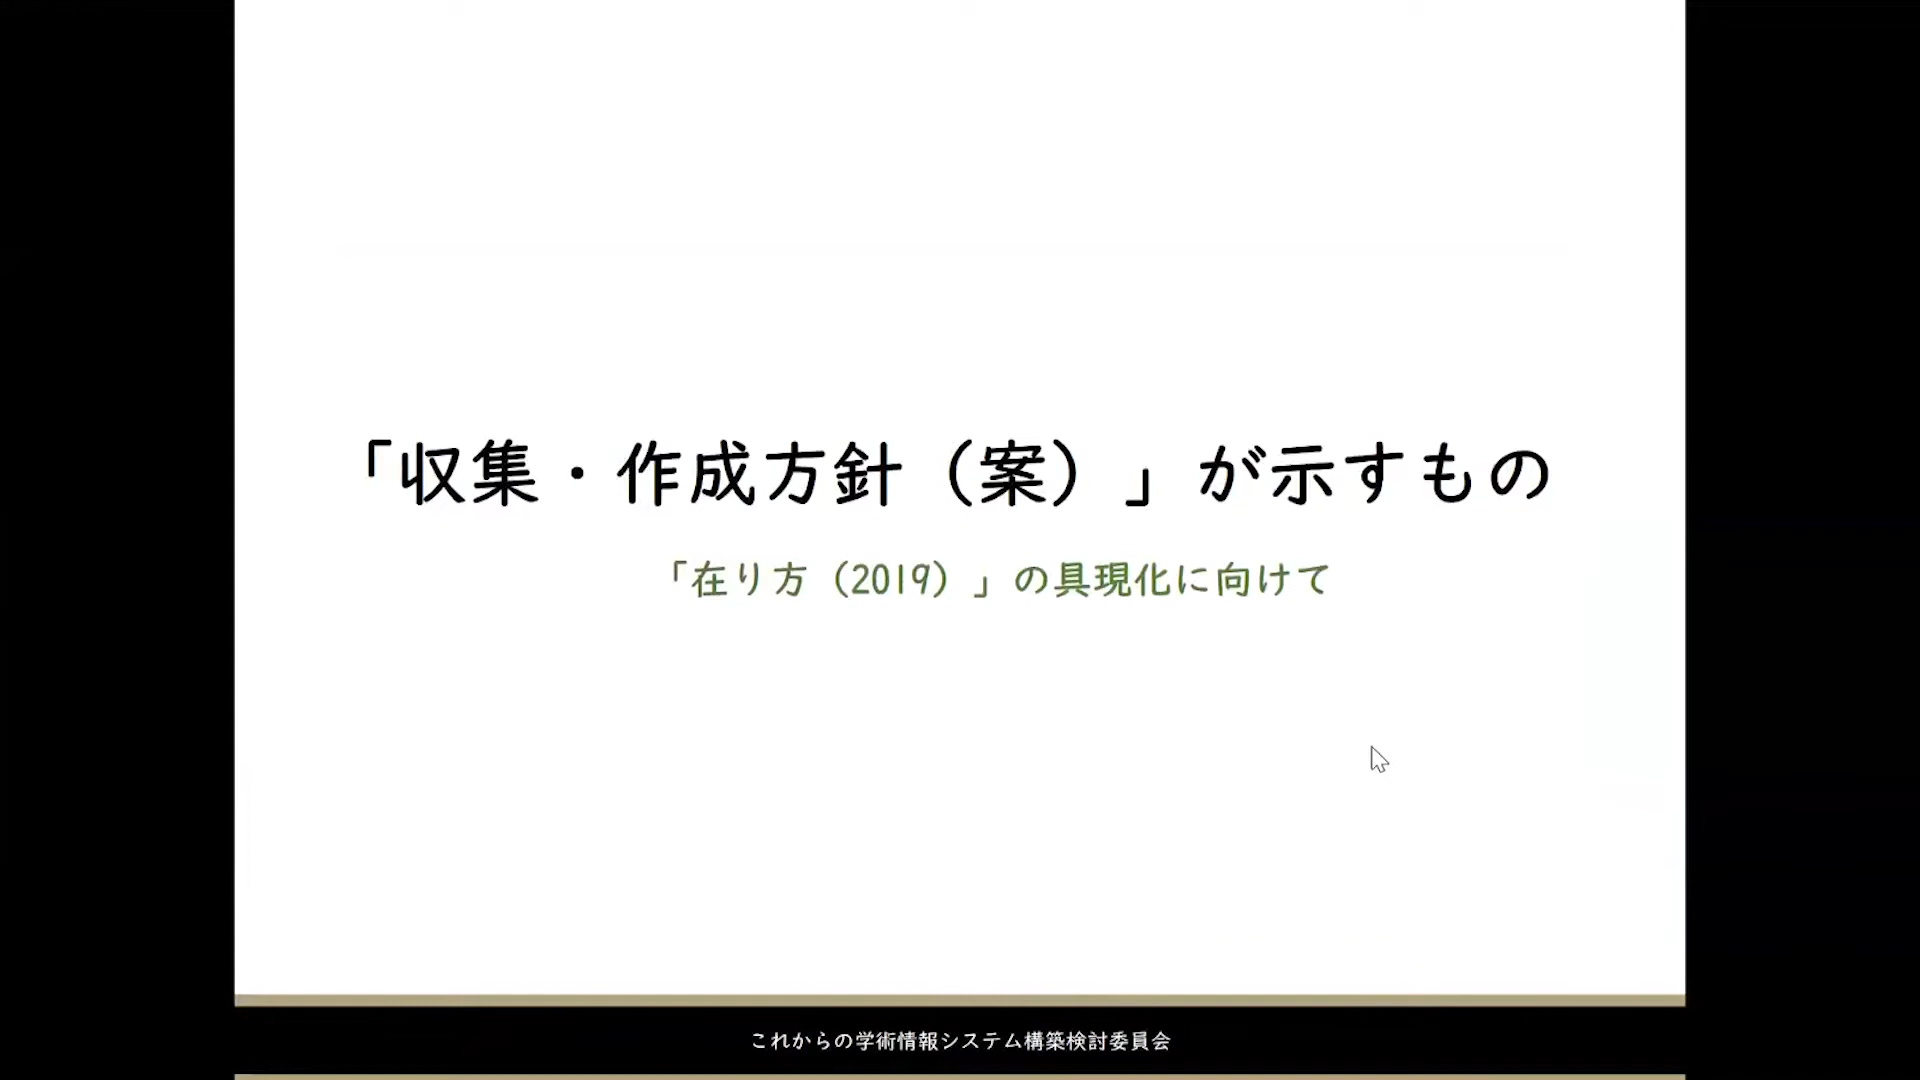 「収集・作成方針（案）」が示すもの
「在り方（2019）」の具現化に向けて
これからの学術情報システム構築検討委員会